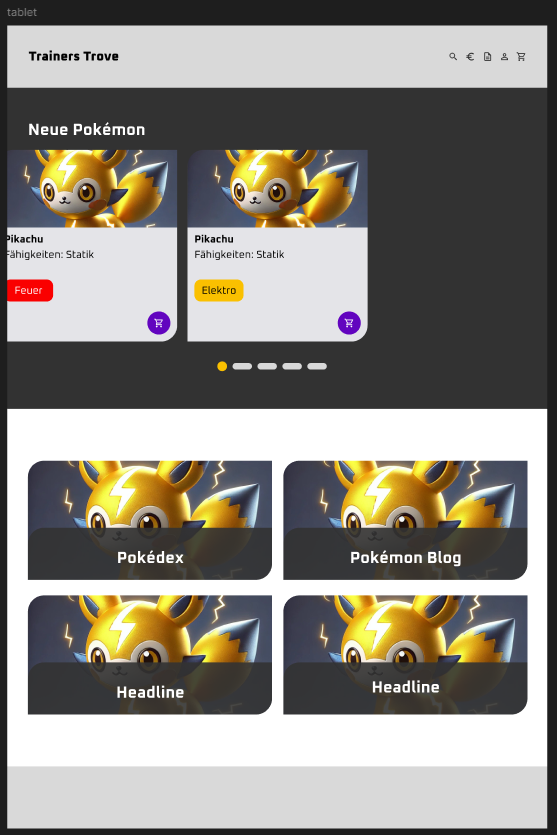 tablet
Trainers Trove
€
Neue Pokémon
Pikachu
Fähigkeiten: Statik
Feuer
Pikachu
Fähigkeiten: Statik
Elektro
Pokédex
Pokémon Blog
Headline
Headline